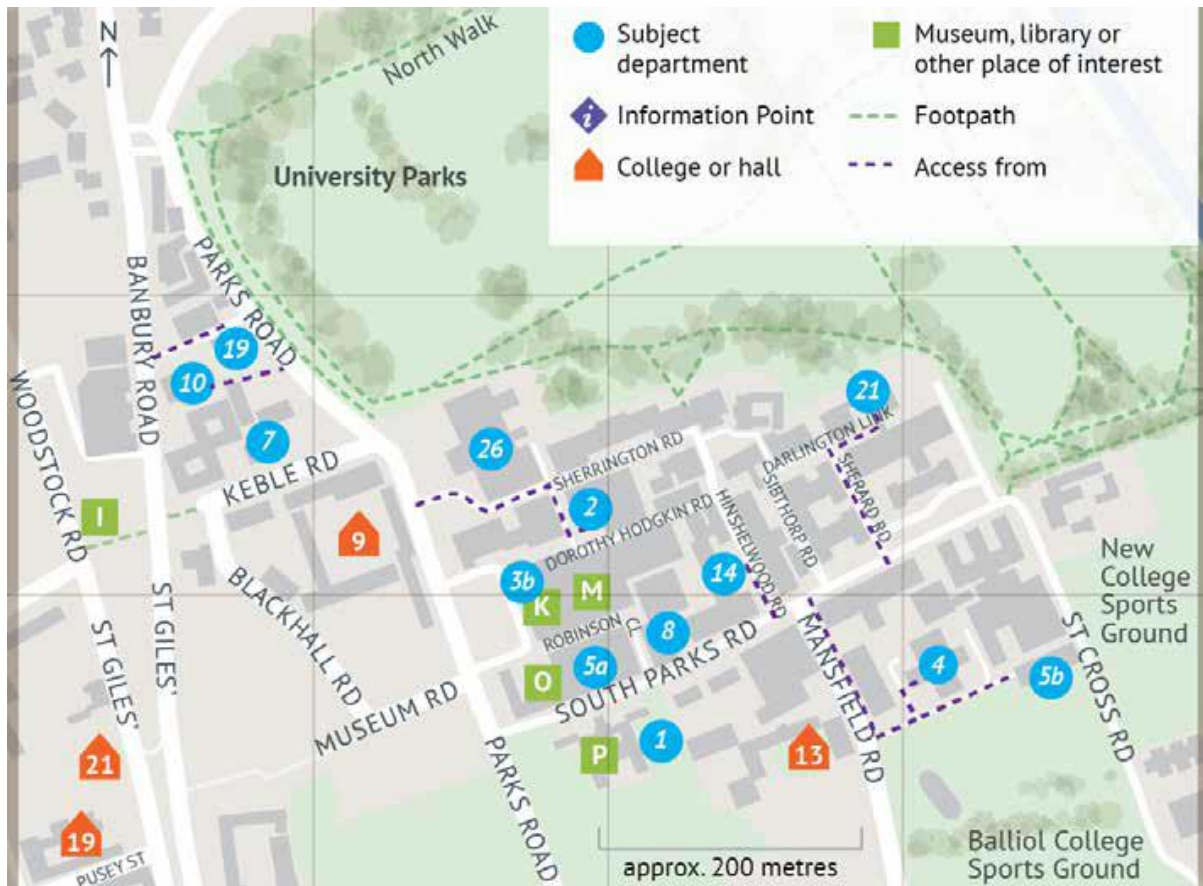 N
North Walk
University Parks
Subject
department
Museum, library or
other place of interest
i Information Point
Footpath
College or hall
Access from
PARKS ROAD
BANBURY ROAD
19
10
7
WOODSTOCK RD
KEBLE RD
I
9
26
SHERRINGTON RD
2
DOROTHY HODGKIN RD
HINSHELWOOD RD
SIBTHORP RD
DARLINGTON LINK
21
SHERARD RD
3b
K
M
14
ROBINSON CL
8
5a
O
SOUTH PARKS RD
MANSFIELD RD
4
5b
ST CROSS RD
New
College
Sports
Ground
BLACKHALL RD
ST GILES'
ST GILES'
MUSEUM RD
PARKS ROAD
1
P
13
21
19
PUSEY ST
approx. 200 metres
Balliol College
Sports Ground